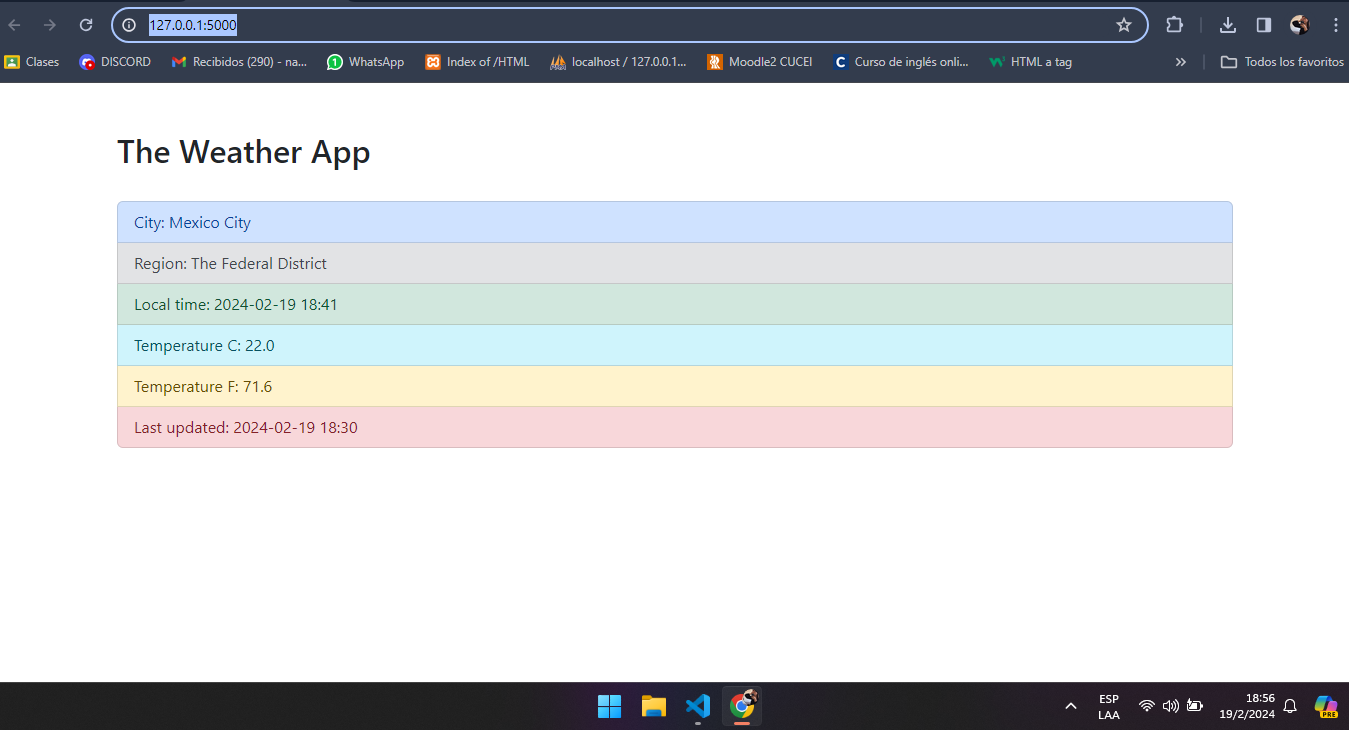 127.0.0.1:5000
Clases DISCORD Recibidos (290) - na... WhatsApp Index of /HTML localhost / 127.0.0.1... Moodle2 CUCEI Curso de inglés onli... HTML a tag » Todos los favoritos
The Weather App
City: Mexico City
Region: The Federal District
Local time: 2024-02-19 18:41
Temperature C: 22.0
Temperature F: 71.6
Last updated: 2024-02-19 18:30
ESP 18:56
LAA 19/2/2024 PRE